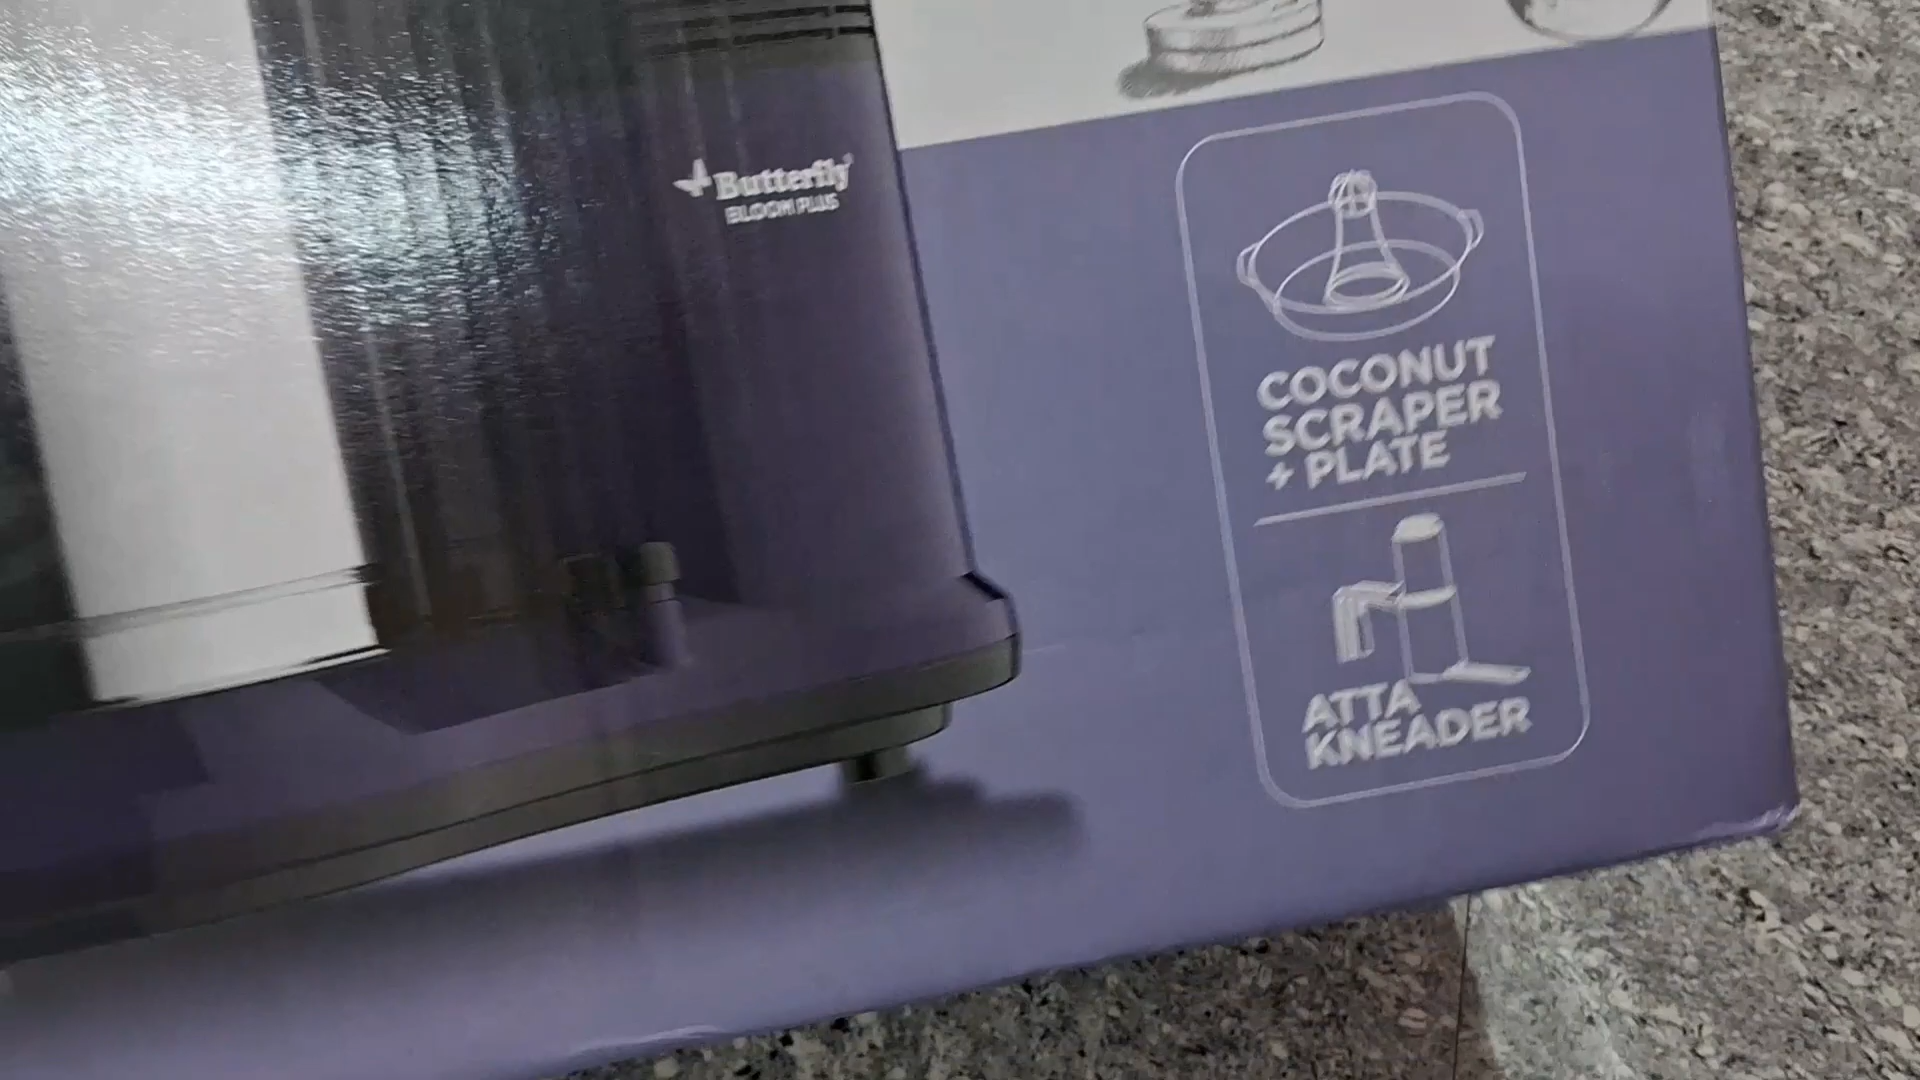 Butterfly
BLOOM PLUS
COCONUT
SCRAPER
+ PLATE
ATTA
KNEADER